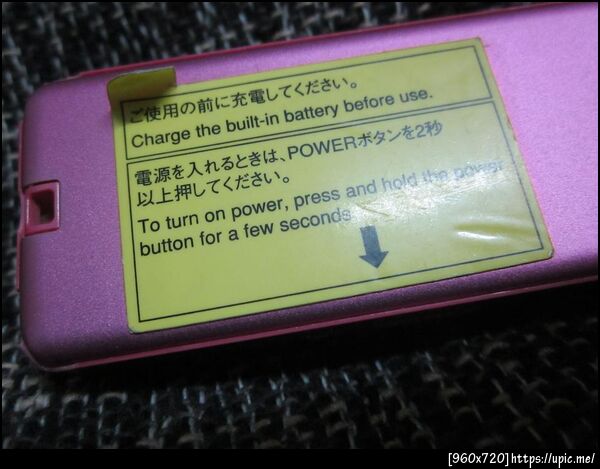 ご使用の前に充電してください。
Charge the built-in battery before use.
電源を入れるときは、POWERボタンを2秒
以上押してください。
To turn on power, press and hold the power
button for a few seconds
[960x720]https://upic.me/